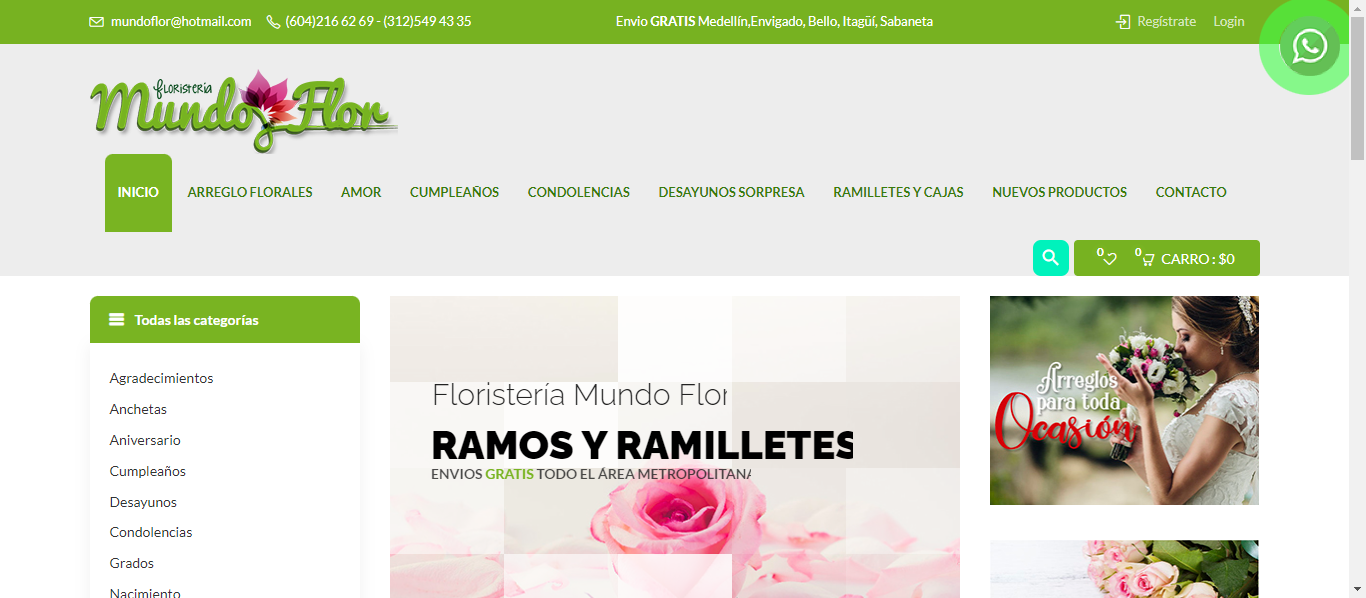 mundoflor@hotmail.com (604)216 62 69 - (312)549 43 35 Envio GRATIS Medellín,Envigado, Bello, Itagüí, Sabaneta Regístrate Login
floristeria
Mundo Flor
INICIO ARREGLO FLORALES AMOR CUMPLEAÑOS CONDOLENCIAS DESAYUNOS SORPRESA RAMILLETES Y CAJAS NUEVOS PRODUCTOS CONTACTO
0 0 CARRO : $0
Todas las categorías
Agradecimientos
Anchetas
Aniversario
Cumpleaños
Desayunos
Condolencias
Grados
Nacimiento
Floristería Mundo Flor
RAMOS Y RAMILLETES
ENVIOS GRATIS TODO EL ÁREA METROPOLITANA
Arreglos
para toda
Ocasión